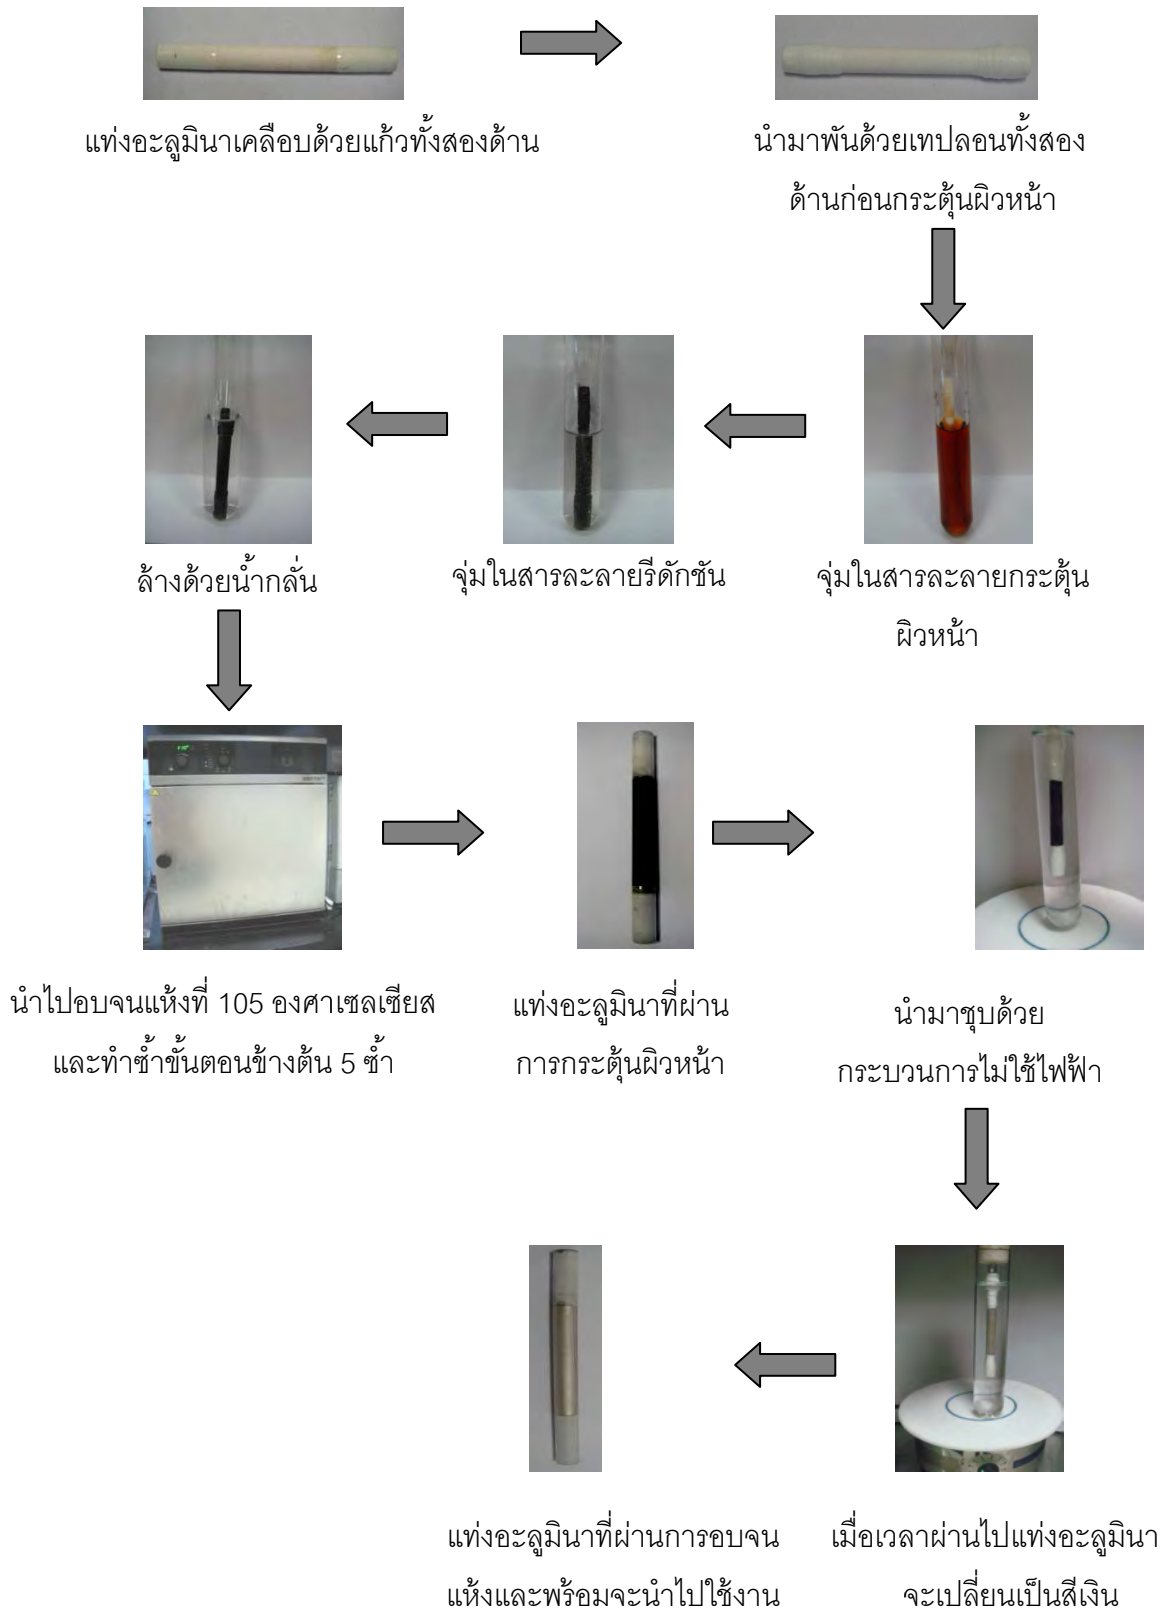 แท่งอะลูมินาเคลือบด้วยแก้วทั้งสองด้าน
นำมาพันด้วยเทปลอนทั้งสอง
ด้านก่อนกระตุ้นผิวหน้า
จุ่มในสารละลายกระตุ้น
ผิวหน้า
จุ่มในสารละลายรีดักชัน
ล้างด้วยน้ำกลั่น
นำไปอบจนแห้งที่ 105 องศาเซลเซียส
และทำซ้ำขั้นตอนข้างต้น 5 ซ้ำ
แท่งอะลูมินาที่ผ่าน
การกระตุ้นผิวหน้า
นำมาชุบด้วย
กระบวนการไม่ใช้ไฟฟ้า
เมื่อเวลาผ่านไปแท่งอะลูมินา
จะเปลี่ยนเป็นสีเงิน
แท่งอะลูมินาที่ผ่านการอบจน
แห้งและพร้อมจะนำไปใช้งาน